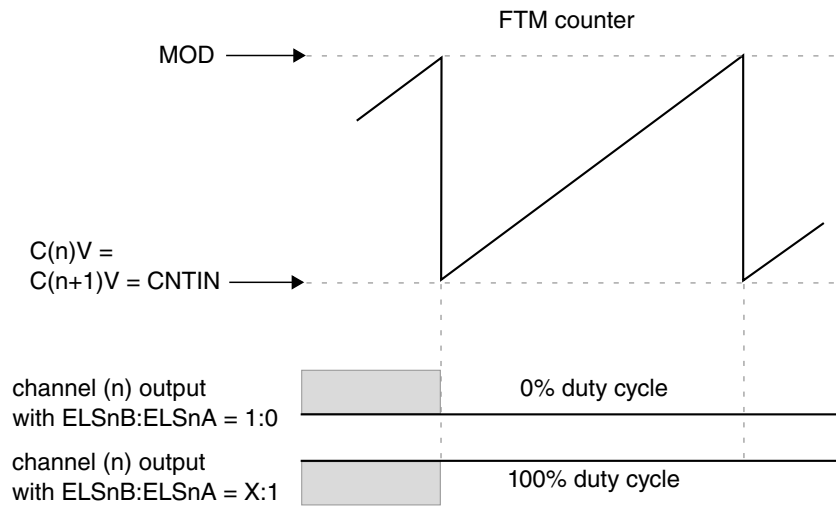 FTM counter
MOD
C(n)V =
C(n+1)V = CNTIN
channel (n) output
with ELSnB:ELSnA = 1:0
0% duty cycle
channel (n) output
with ELSnB:ELSnA = X:1
100% duty cycle